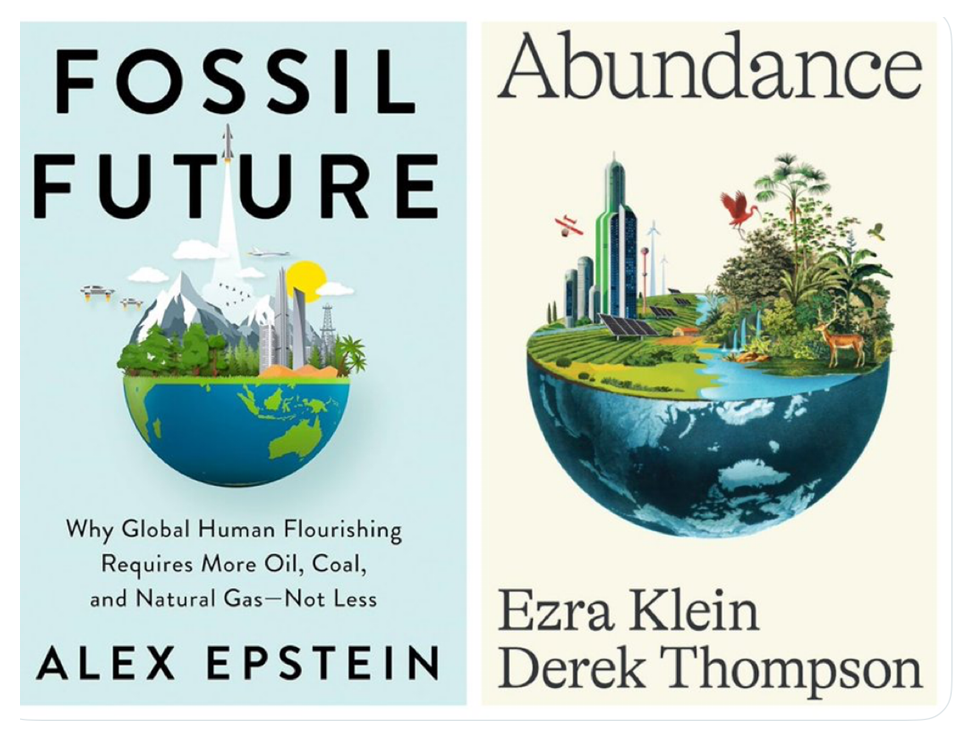 FOSSIL
FUTURE
Why Global Human Flourishing
Requires More Oil, Coal,
and Natural Gas—Not Less
ALEX EPSTEIN
Abundance
Ezra Klein
Derek Thompson